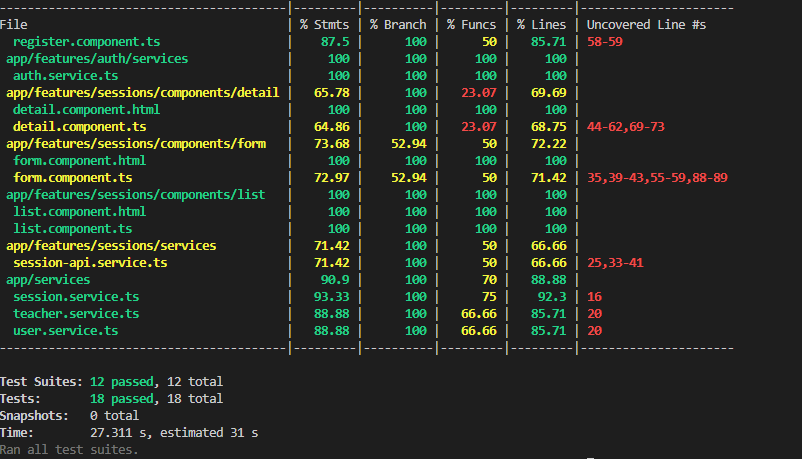 ----------------------------------------|---------|----------|---------|---------|----------------------
File                                    | % Stmts | % Branch | % Funcs | % Lines | Uncovered Line #s
  register.component.ts                 |    87.5 |      100 |      50 |   85.71 | 58-59
 app/features/auth/services             |     100 |      100 |     100 |     100 |
  auth.service.ts                       |     100 |      100 |     100 |     100 |
 app/features/sessions/components/detail |   65.78 |      100 |   23.07 |   69.69 |
  detail.component.html                 |     100 |      100 |     100 |     100 |
  detail.component.ts                   |   64.86 |      100 |   23.07 |   68.75 | 44-62,69-73
 app/features/sessions/components/form  |   73.68 |    52.94 |      50 |   72.22 |
  form.component.html                   |     100 |      100 |     100 |     100 |
  form.component.ts                     |   72.97 |    52.94 |      50 |   71.42 | 35,39-43,55-59,88-89
 app/features/sessions/components/list  |     100 |      100 |     100 |     100 |
  list.component.html                   |     100 |      100 |     100 |     100 |
  list.component.ts                     |     100 |      100 |     100 |     100 |
 app/features/sessions/services         |   71.42 |      100 |      50 |   66.66 |
  session-api.service.ts                |   71.42 |      100 |      50 |   66.66 | 25,33-41
 app/services                           |    90.9 |      100 |      70 |   88.88 |
  session.service.ts                    |   93.33 |      100 |      75 |    92.3 | 16
  teacher.service.ts                    |   88.88 |      100 |   66.66 |   85.71 | 20
  user.service.ts                       |   88.88 |      100 |   66.66 |   85.71 | 20
----------------------------------------|---------|----------|---------|---------|----------------------
Test Suites: 12 passed, 12 total
Tests:       18 passed, 18 total
Snapshots:   0 total
Time:        27.311 s, estimated 31 s
Ran all test suites.